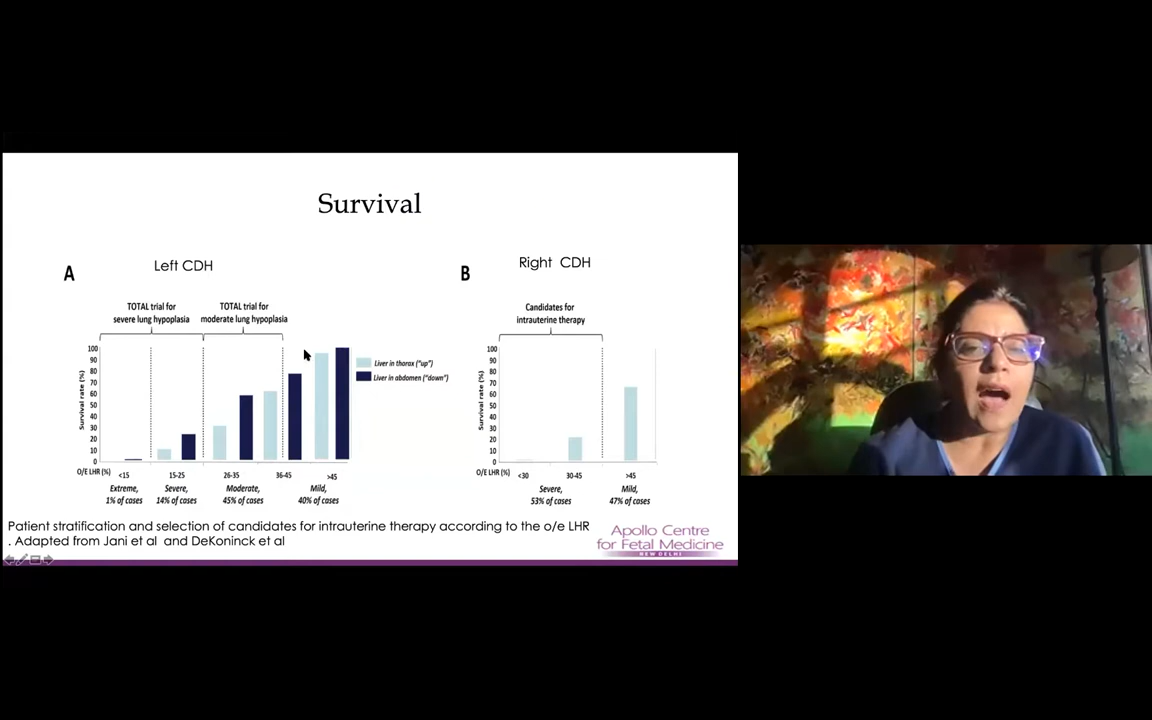 Survival
A
Left CDH
TOTAL trial for
severe lung hypoplasia
TOTAL trial for
moderate lung hypoplasia
Survival rate (%)
100
90
80
70
60
50
40
30
20
10
0
Liver in thorax ("up")
Liver in abdomen ("down")
O/E LHR (%)
<15
15-25
26-35
36-45
>45
Extreme,
1% of cases
Severe,
14% of cases
Moderate,
45% of cases
Mild,
40% of cases
B
Right CDH
Candidates for
intrauterine therapy
Survival rate (%)
100
90
80
70
60
50
40
30
20
10
0
O/E LHR (%)
<30
30-45
>45
Severe,
53% of cases
Mild,
47% of cases
Patient stratification and selection of candidates for intrauterine therapy according to the o/e LHR
. Adapted from Jani et al and DeKoninck et al
Apollo Centre
for Fetal Medicine
NEW DELHI